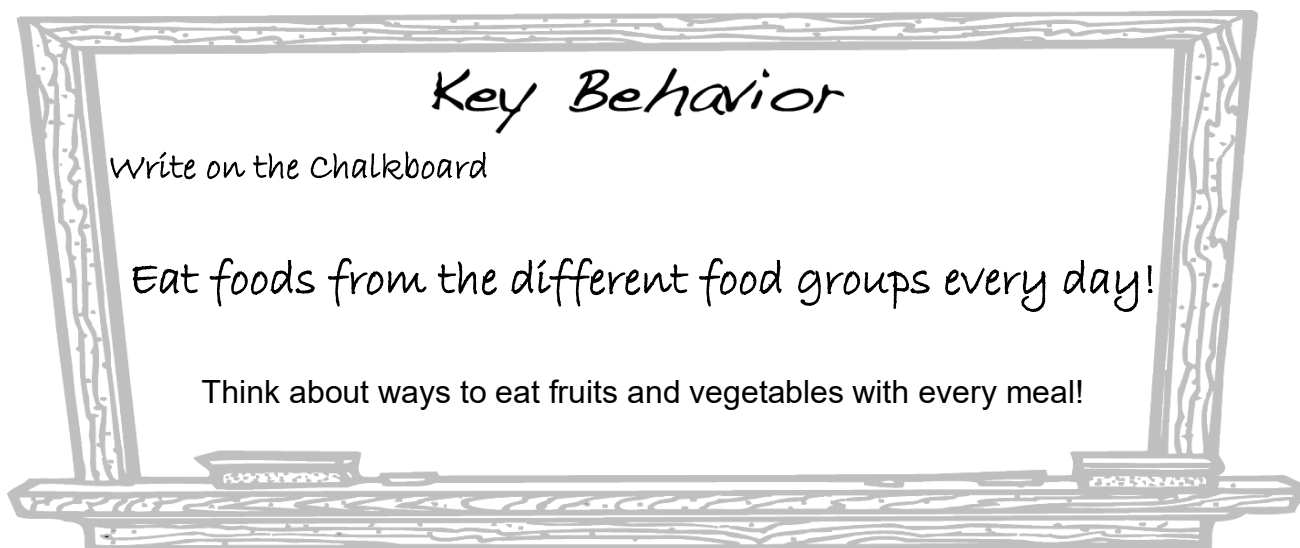 Key Behavior
Write on the Chalkboard
Eat foods from the different food groups every day!
Think about ways to eat fruits and vegetables with every meal!